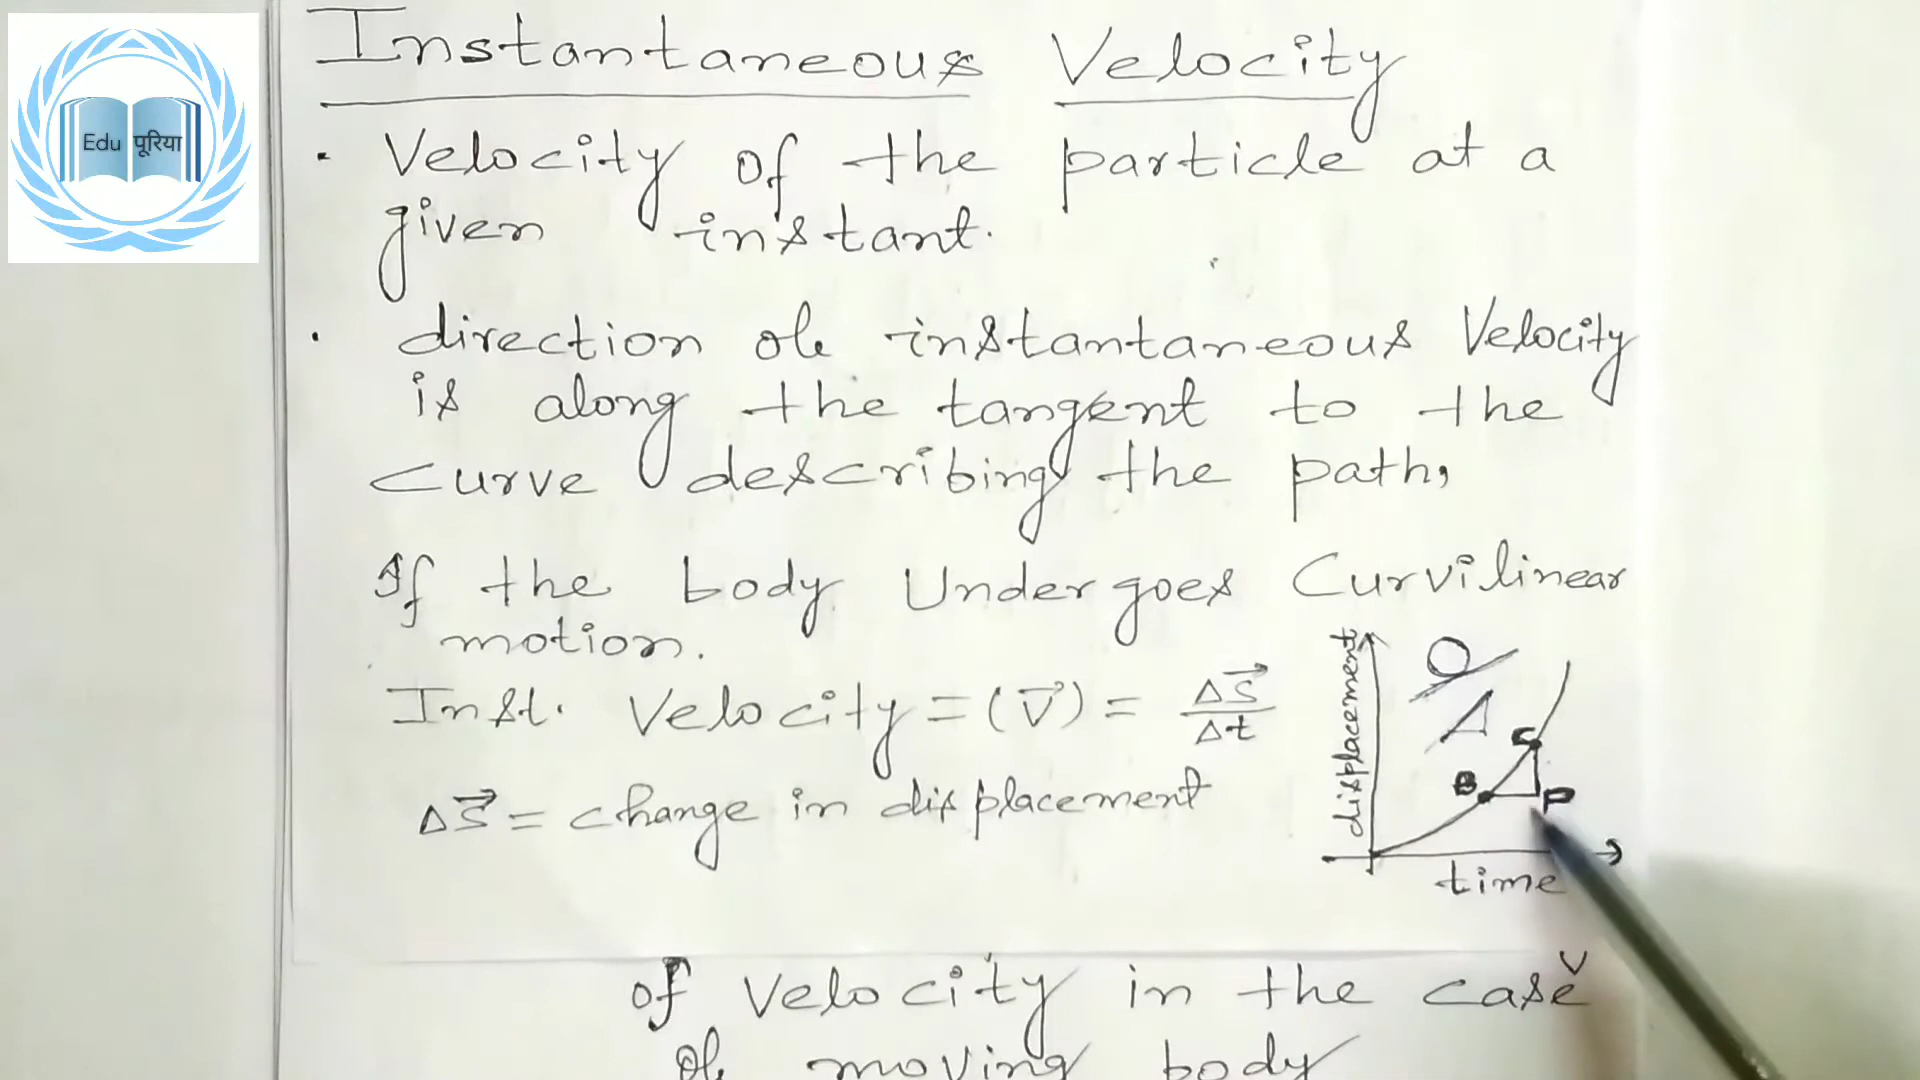 Edu पूरिया
Instantaneous Velocity
• Velocity of the particle at a
given instant.
• direction of instantaneous Velocity
is along the tangent to the
curve describing the path,
If the body Undergoes Curvilinear
motion.
Inst. Velocity = (V⃗) = ΔS⃗/Δt
ΔS⃗ = change in displacement
displacement
C
B
P
time
of velocity in the case
of moving body